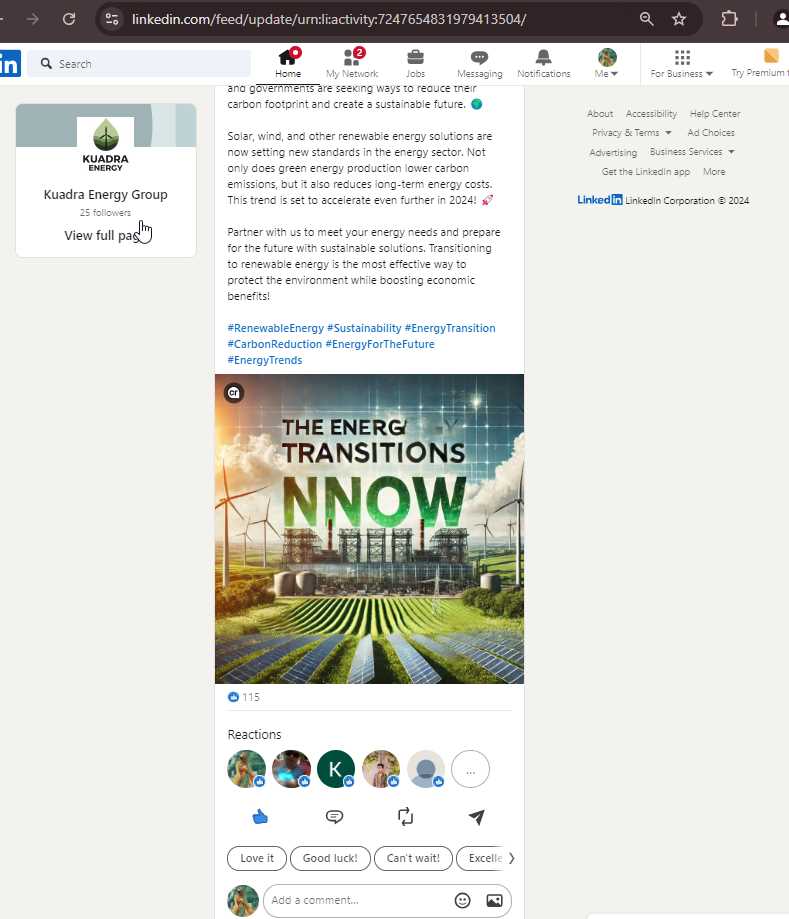 linkedin.com/feed/update/urn:li:activity:7247654831979413504/
in
Search
Home
2
My Network
Jobs
Messaging
Notifications
Me
For Business
Try Premium
KUADRA
ENERGY
Kuadra Energy Group
25 followers
View full pa
and governments are seeking ways to reduce their
carbon footprint and create a sustainable future. 🌍
Solar, wind, and other renewable energy solutions are
now setting new standards in the energy sector. Not
only does green energy production lower carbon
emissions, but it also reduces long-term energy costs.
This trend is set to accelerate even further in 2024! 🚀
Partner with us to meet your energy needs and prepare
for the future with sustainable solutions. Transitioning
to renewable energy is the most effective way to
protect the environment while boosting economic
benefits!
#RenewableEnergy #Sustainability #EnergyTransition
#CarbonReduction #EnergyForTheFuture
#EnergyTrends
cr
THE ENERG Y
TRANSITIONS
NNOW
115
Reactions
K
...
Love it
Good luck!
Can't wait!
Excelle
Add a comment...
About Accessibility Help Center
Privacy & Terms Ad Choices
Advertising Business Services
Get the LinkedIn app More
LinkedIn LinkedIn Corporation © 2024